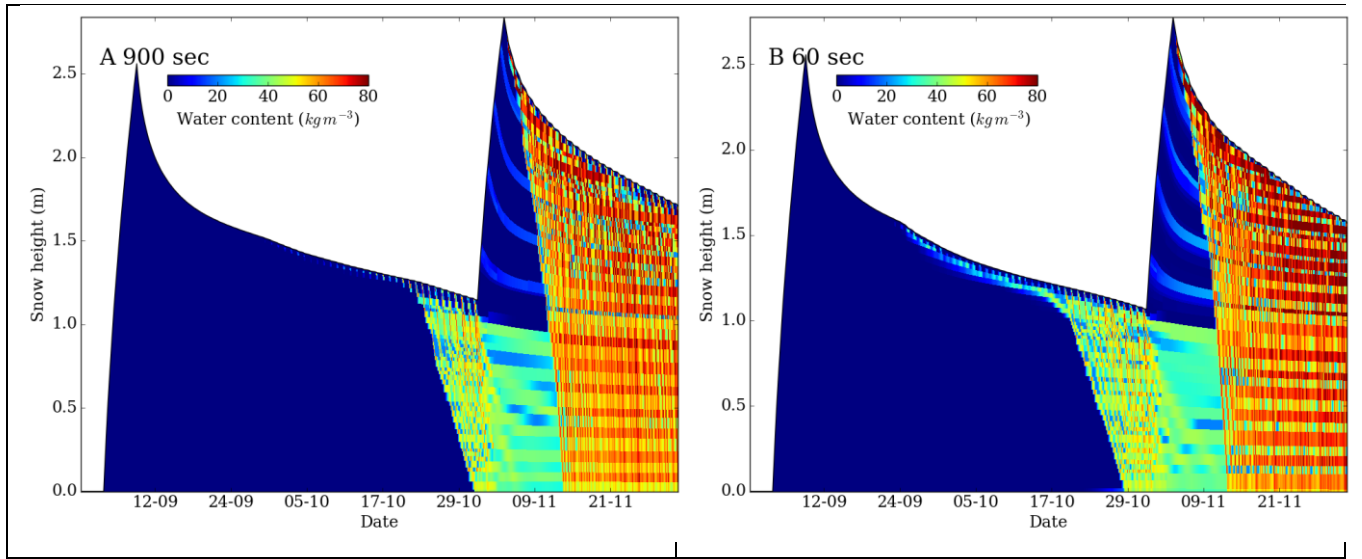 A 900 sec
0 20 40 60 80
Water content (kg m⁻³)
2.5
2.0
1.5
1.0
0.5
0.0
Snow height (m)
12-09 24-09 05-10 17-10 29-10 09-11 21-11
Date
B 60 sec
0 20 40 60 80
Water content (kg m⁻³)
2.5
2.0
1.5
1.0
0.5
0.0
Snow height (m)
12-09 24-09 05-10 17-10 29-10 09-11 21-11
Date